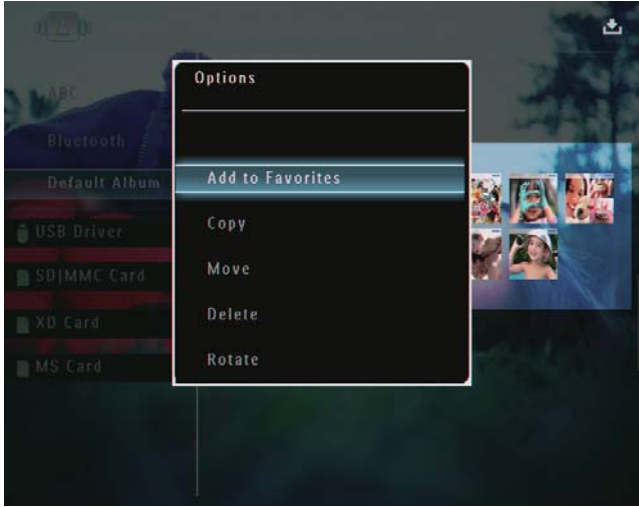 Options
ABC
Bluetooth
Default Album
Add to Favorites
USB Driver
Copy
SD|MMC Card
Move
XD Card
Delete
MS Card
Rotate